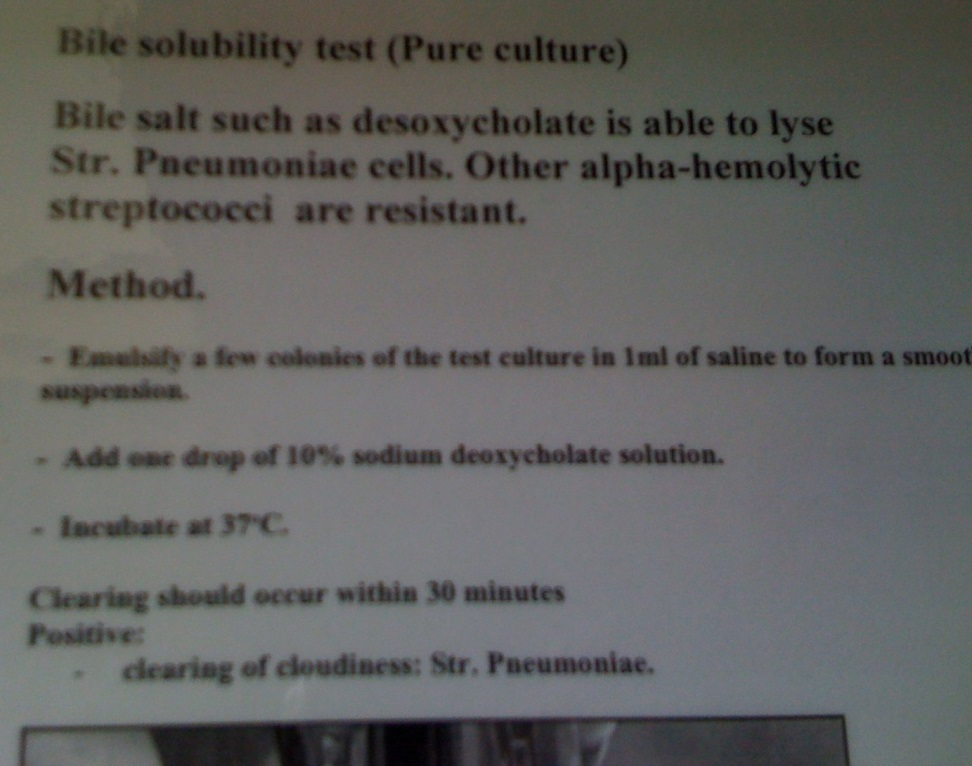 Bile solubility test (Pure culture)
Bile salt such as desoxycholate is able to lyse
Str. Pneumoniae cells. Other alpha-hemolytic
streptococci are resistant.
Method.
- Emulsify a few colonies of the test culture in 1ml of saline to form a smoot
suspension.
- Add one drop of 10% sodium deoxycholate solution.
- Incubate at 37°C.
Clearing should occur within 30 minutes
Positive:
- clearing of cloudiness: Str. Pneumoniae.